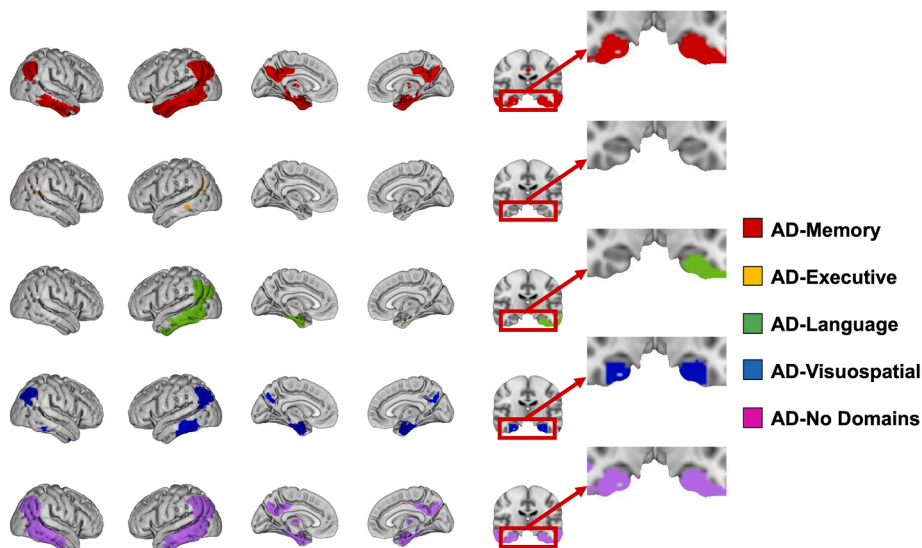 AD-Memory
AD-Executive
AD-Language
AD-Visuospatial
AD-No Domains